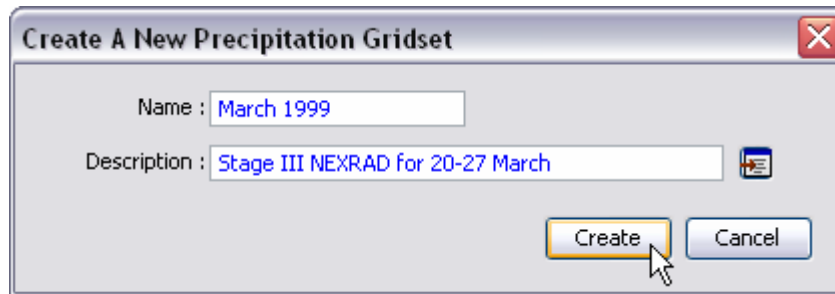 Create A New Precipitation Gridset
Name : March 1999
Description : Stage III NEXRAD for 20-27 March
Create Cancel